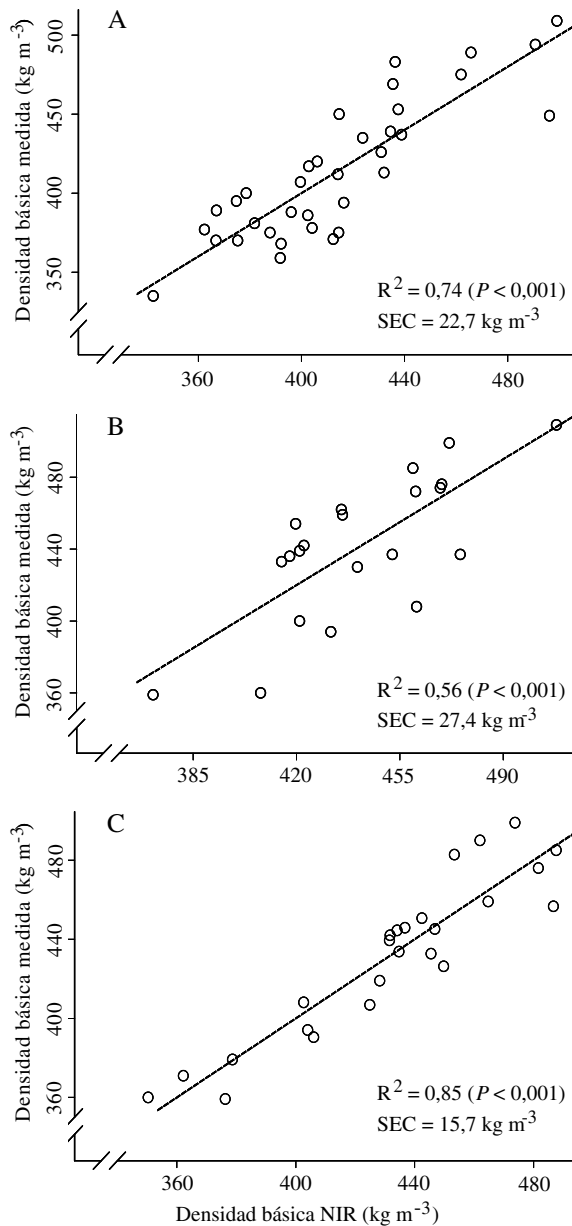 A
Densidad básica medida (kg m-3)
500
450
400
350
R2 = 0,74 (P < 0,001)
SEC = 22,7 kg m-3
360 400 440 480
B
Densidad básica medida (kg m-3)
480
440
400
360
R2 = 0,56 (P < 0,001)
SEC = 27,4 kg m-3
385 420 455 490
C
Densidad básica medida (kg m-3)
480
440
400
360
R2 = 0,85 (P < 0,001)
SEC = 15,7 kg m-3
360 400 440 480
Densidad básica NIR (kg m-3)